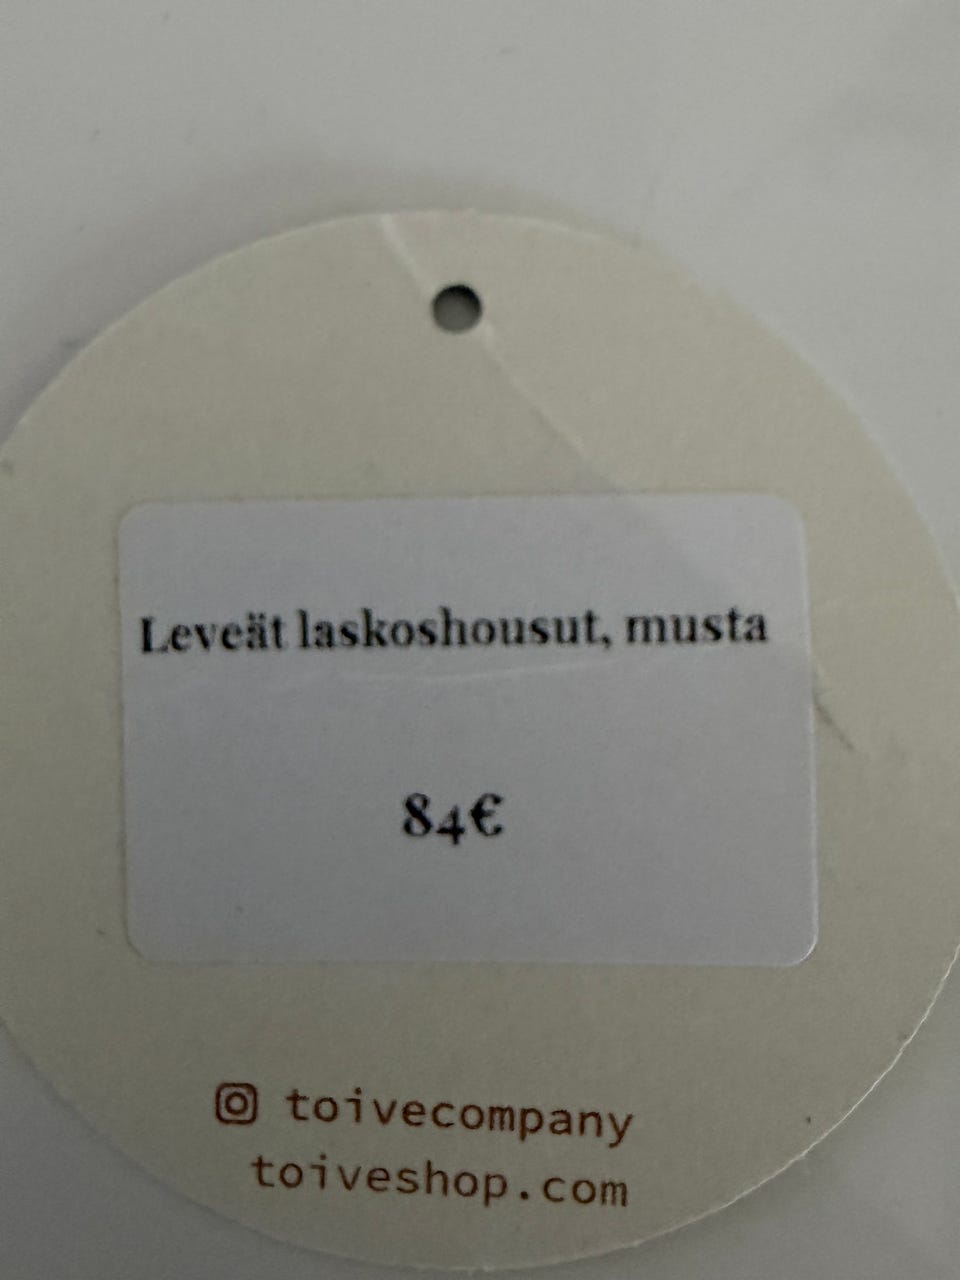 Leveät laskoshousut, musta
84€
toivecompany
toiveshop.com